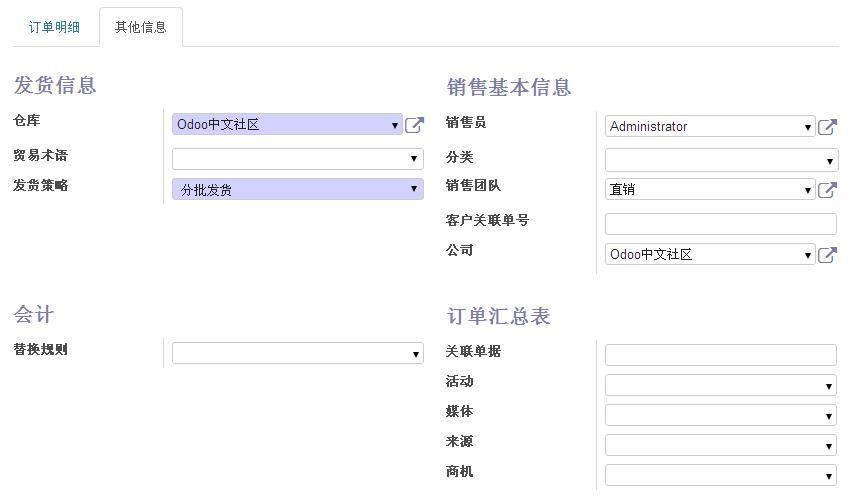 订单明细
其他信息
发货信息
仓库
Odoo中文社区
贸易术语
发货策略
分批发货
销售基本信息
销售员
Administrator
分类
销售团队
直销
客户关联单号
公司
Odoo中文社区
会计
替换规则
订单汇总表
关联单据
活动
媒体
来源
商机